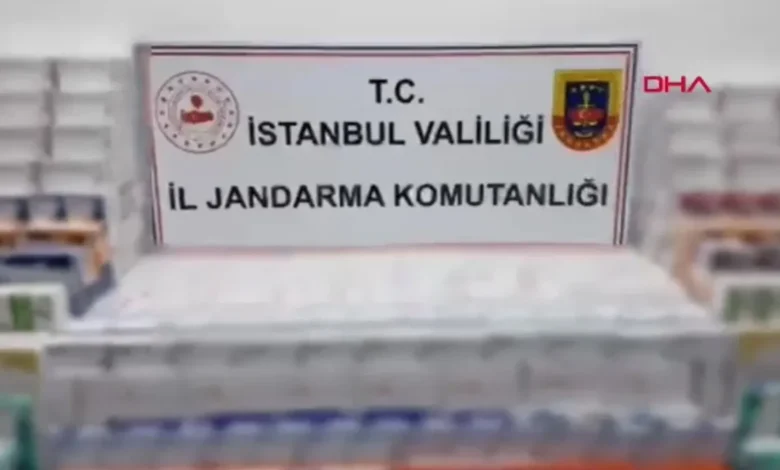 T.C.
DHA
İSTANBUL VALİLİĞİ
İL JANDARMA KOMUTANLIĞI